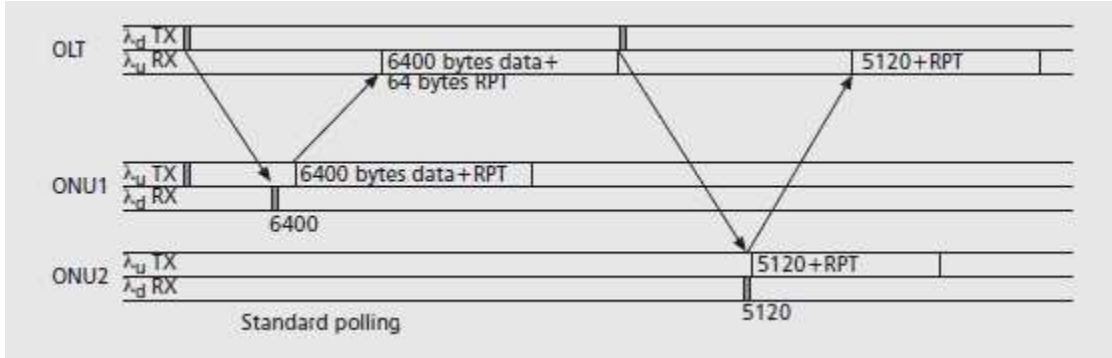 OLT
λd TX
λu RX
6400 bytes data+
64 bytes RPT
5120+RPT
ONU1
λu TX
λd RX
6400 bytes data+RPT
6400
ONU2
λu TX
λd RX
5120+RPT
5120
Standard polling